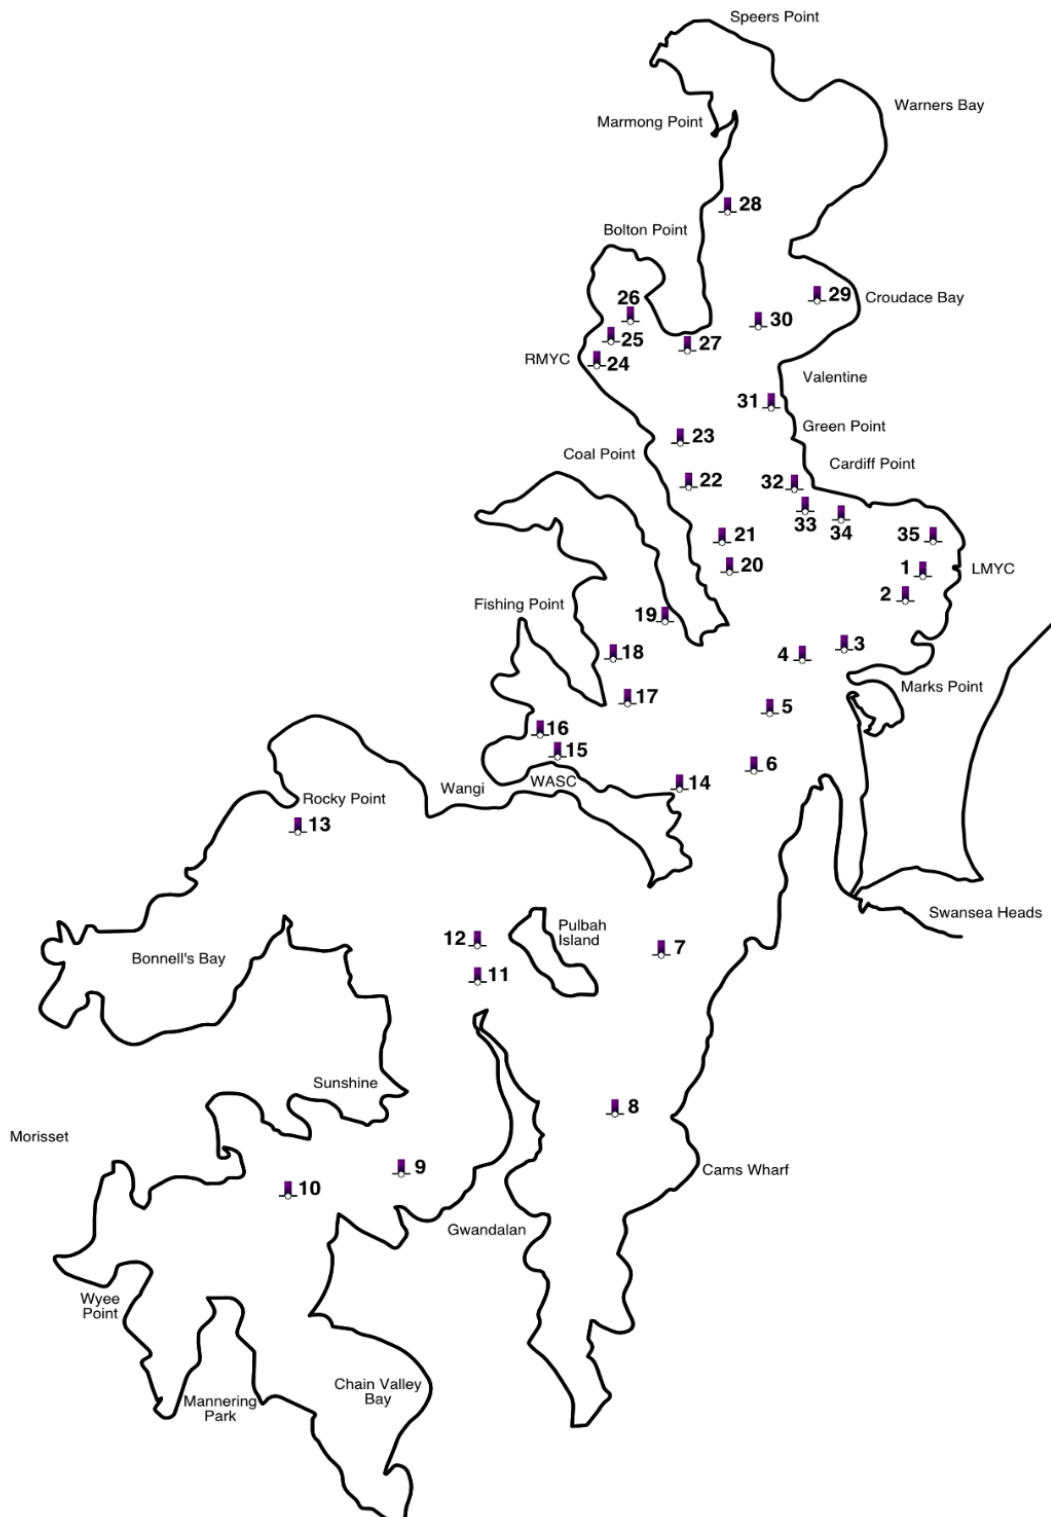 Speers Point
Warners Bay
Marmong Point
28
Bolton Point
29
Croudace Bay
26
30
25
27
RMYC
24
Valentine
31
Green Point
23
Coal Point
Cardiff Point
22
32
33
34
21
35
20
1
LMYC
2
Fishing Point
19
18
4
3
Marks Point
17
5
16
15
6
WASC
14
Wangi
Rocky Point
13
Swansea Heads
Pulbah
Island
12
7
Bonnell's Bay
11
Sunshine
8
Morisset
9
Cams Wharf
10
Gwandalan
Wyee
Point
Chain Valley
Bay
Mannering
Park